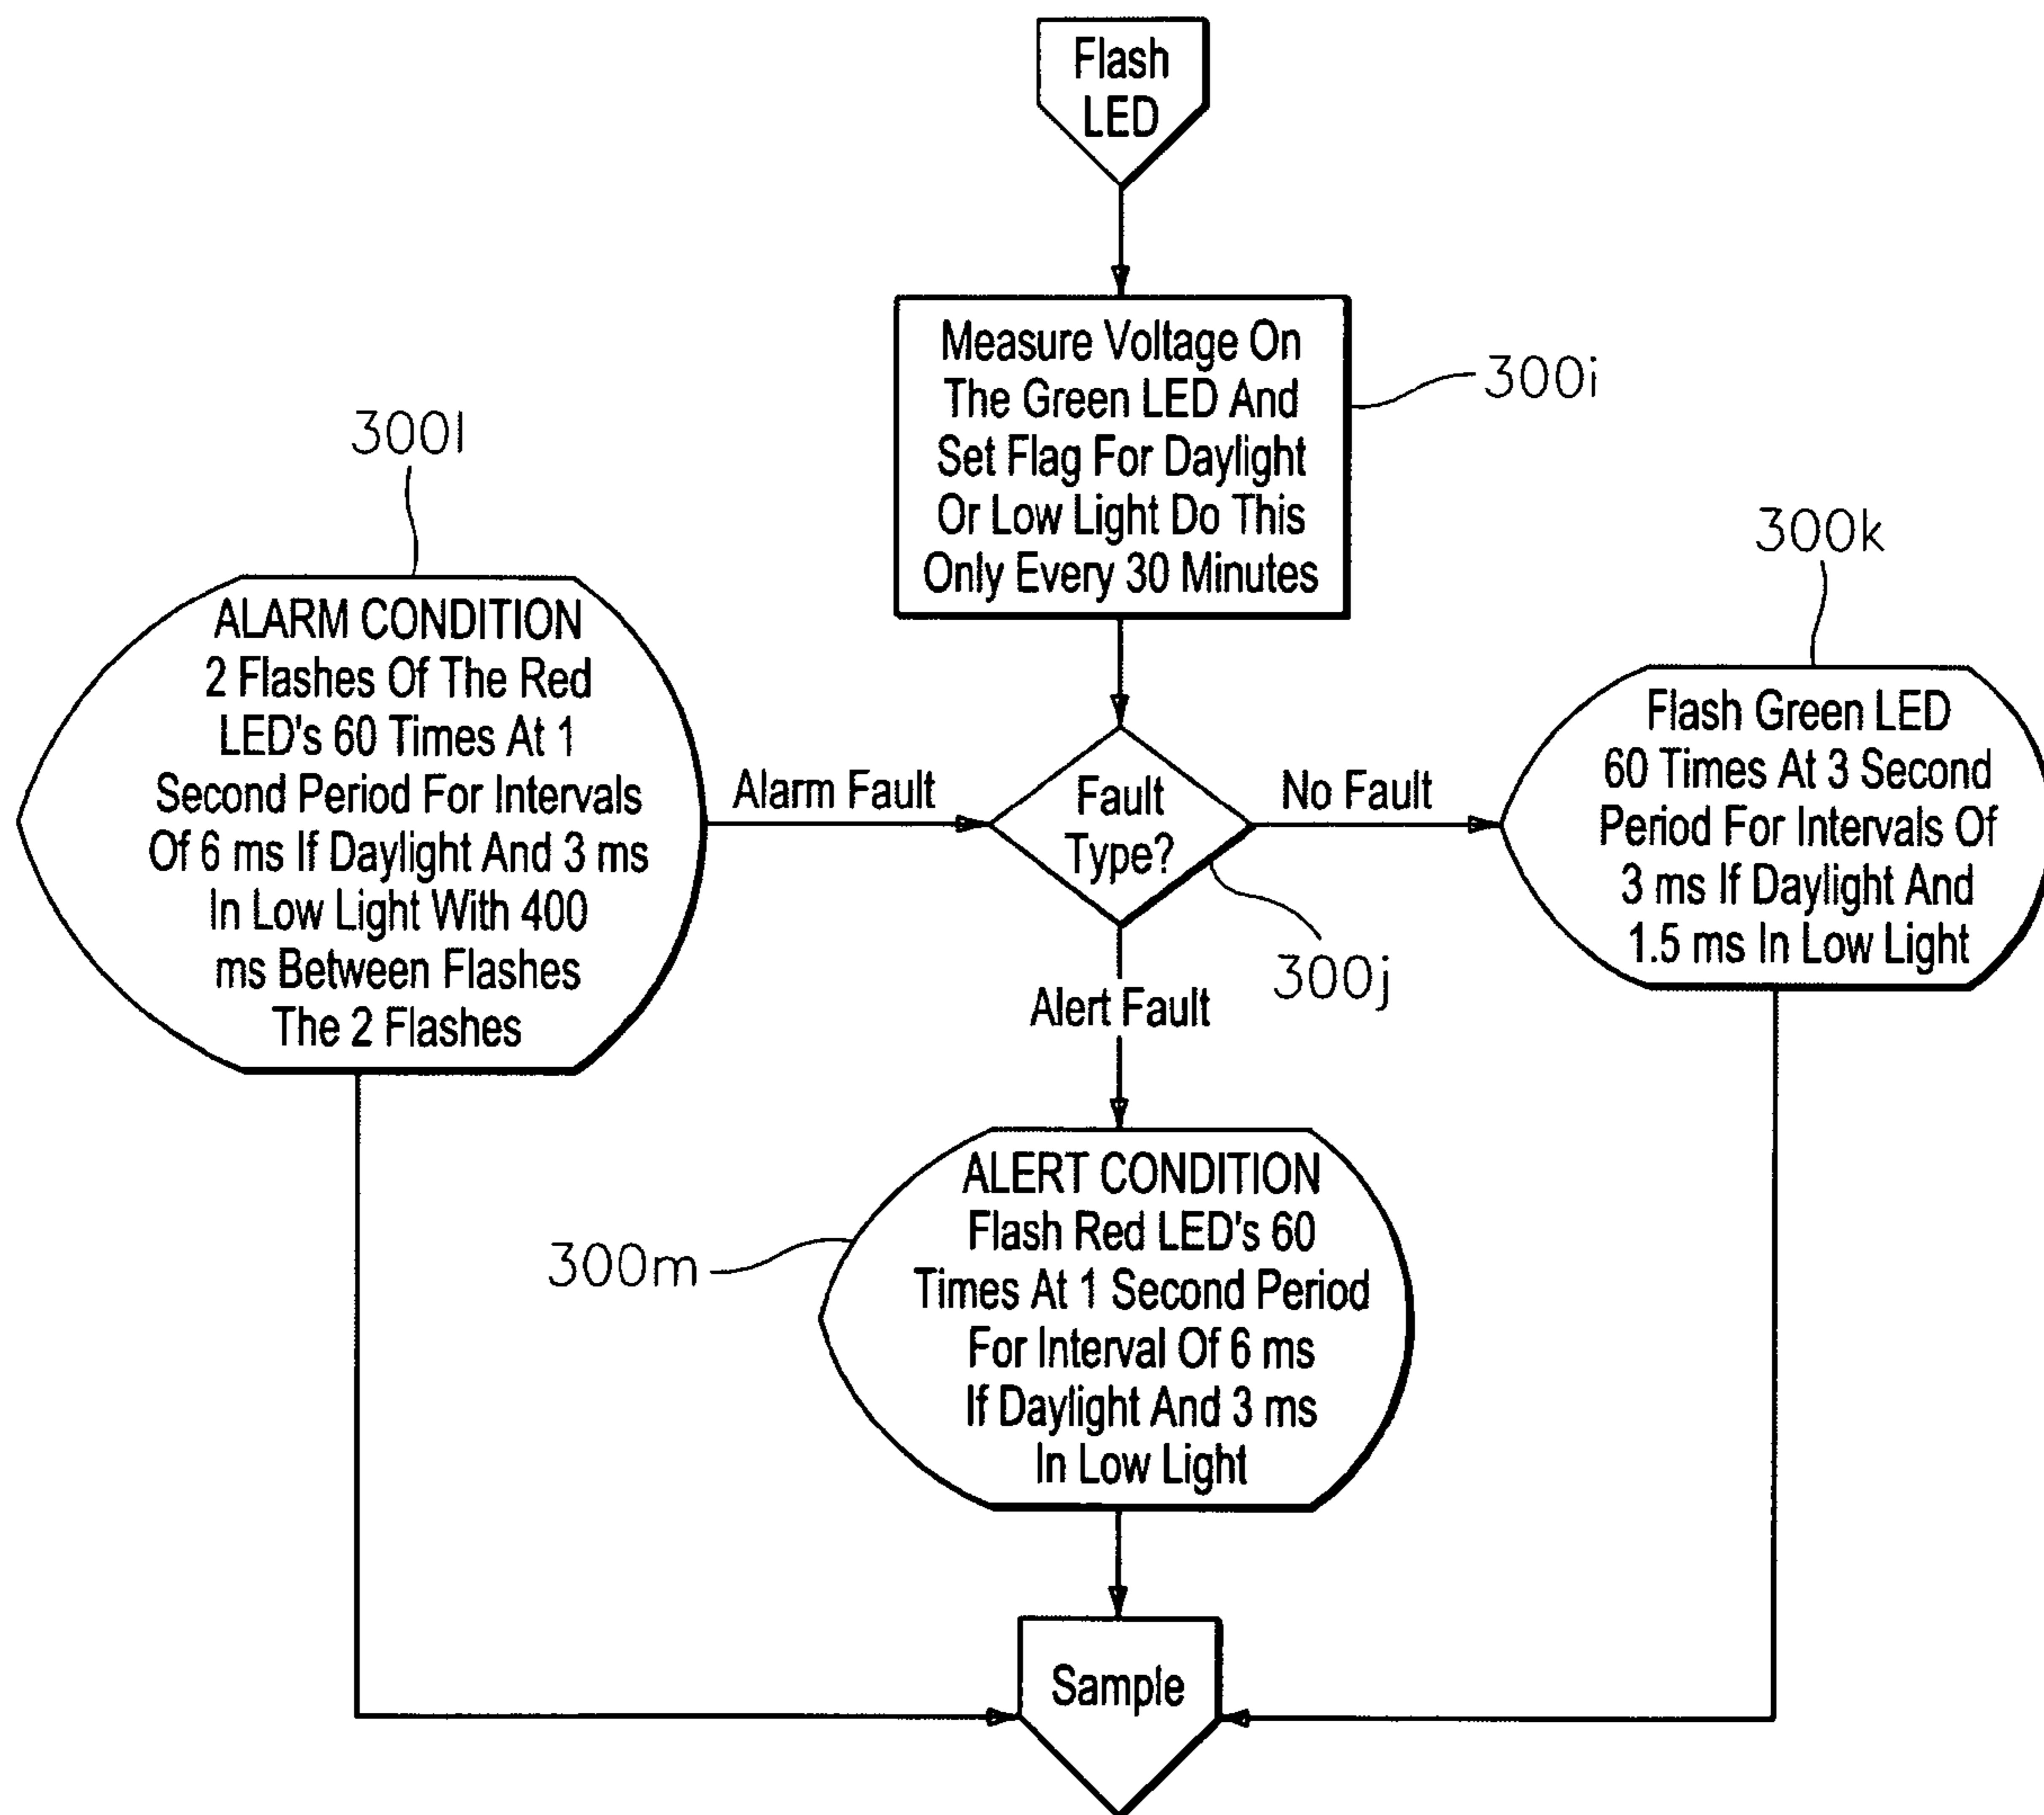 Flash
LED
Measure Voltage On
The Green LED And
Set Flag For Daylight
Or Low Light Do This
Only Every 30 Minutes
300i
300l
ALARM CONDITION
2 Flashes Of The Red
LED's 60 Times At 1
Second Period For Intervals
Of 6 ms If Daylight And 3 ms
In Low Light With 400
ms Between Flashes
The 2 Flashes
Alarm Fault
Fault
Type?
300j
No Fault
300k
Flash Green LED
60 Times At 3 Second
Period For Intervals Of
3 ms If Daylight And
1.5 ms In Low Light
Alert Fault
ALERT CONDITION
Flash Red LED's 60
Times At 1 Second Period
For Interval Of 6 ms
If Daylight And 3 ms
In Low Light
300m
Sample